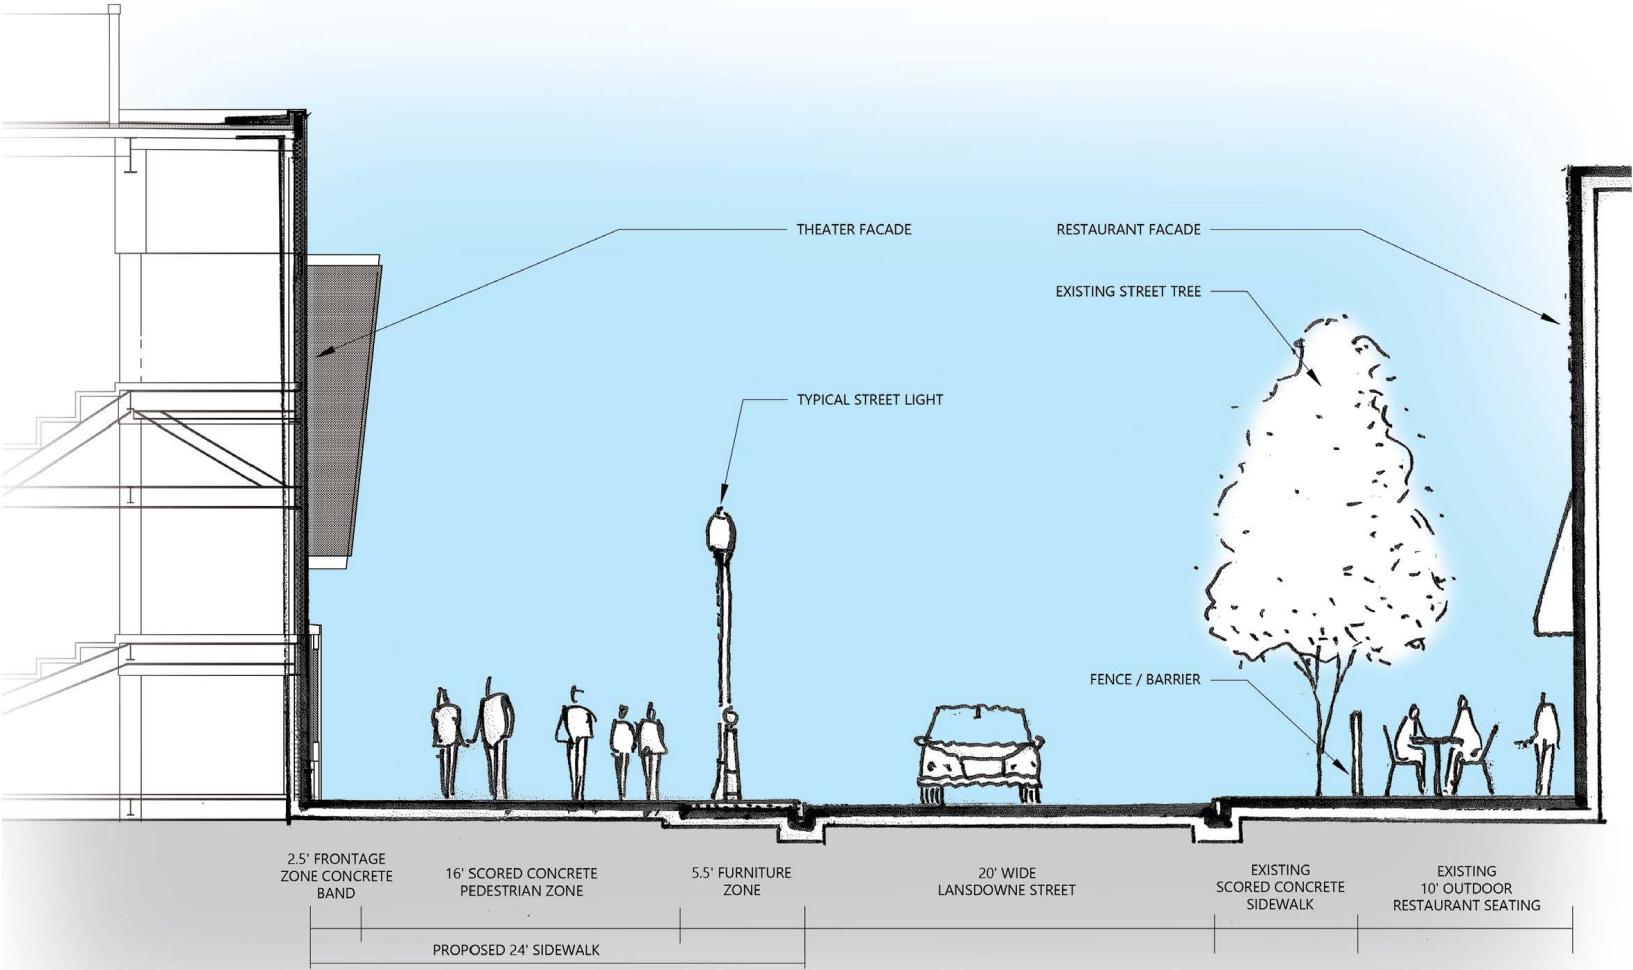 THEATER FACADE
RESTAURANT FACADE
EXISTING STREET TREE
TYPICAL STREET LIGHT
FENCE / BARRIER
2.5' FRONTAGE
ZONE CONCRETE
BAND
16' SCORED CONCRETE
PEDESTRIAN ZONE
5.5' FURNITURE
ZONE
20' WIDE
LANSDOWNE STREET
EXISTING
SCORED CONCRETE
SIDEWALK
EXISTING
10' OUTDOOR
RESTAURANT SEATING
PROPOSED 24' SIDEWALK